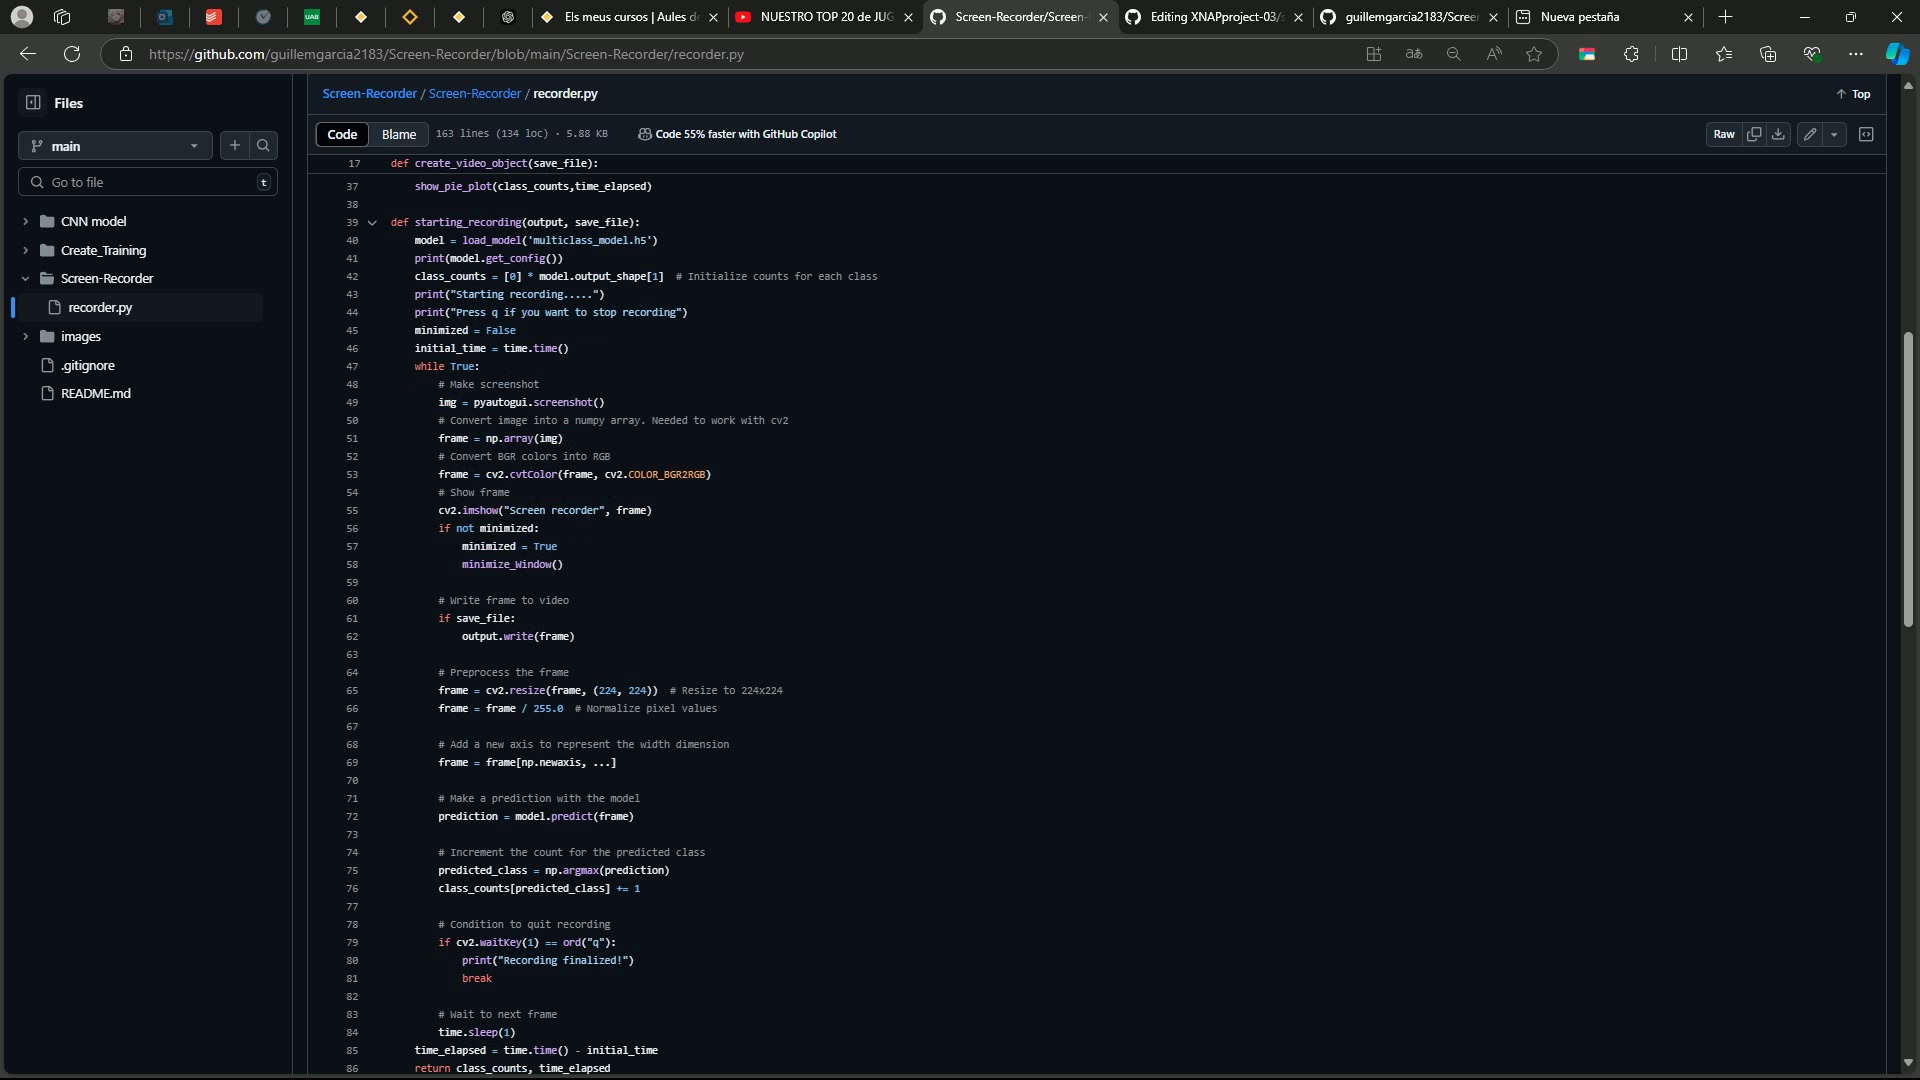 UAB
Els meus cursos | Aules d
NUESTRO TOP 20 de JUG
Screen-Recorder/Screen-
Editing XNAPproject-03/s
guillemgarcia2183/Scree
Nueva pestaña
https://github.com/guillemgarcia2183/Screen-Recorder/blob/main/Screen-Recorder/recorder.py
Files
main
Go to file
t
CNN model
Create_Training
Screen-Recorder
recorder.py
images
.gitignore
README.md
Screen-Recorder / Screen-Recorder / recorder.py
Top
Code
Blame
163 lines (134 loc) · 5.88 KB
Code 55% faster with GitHub Copilot
Raw
17 def create_video_object(save_file):
37 show_pie_plot(class_counts,time_elapsed)
38
39 def starting_recording(output, save_file):
40 model = load_model('multiclass_model.h5')
41 print(model.get_config())
42 class_counts = [0] * model.output_shape[1] # Initialize counts for each class
43 print("Starting recording.....")
44 print("Press q if you want to stop recording")
45 minimized = False
46 initial_time = time.time()
47 while True:
48 # Make screenshot
49 img = pyautogui.screenshot()
50 # Convert image into a numpy array. Needed to work with cv2
51 frame = np.array(img)
52 # Convert BGR colors into RGB
53 frame = cv2.cvtColor(frame, cv2.COLOR_BGR2RGB)
54 # Show frame
55 cv2.imshow("Screen recorder", frame)
56 if not minimized:
57 minimized = True
58 minimize_Window()
59
60 # Write frame to video
61 if save_file:
62 output.write(frame)
63
64 # Preprocess the frame
65 frame = cv2.resize(frame, (224, 224)) # Resize to 224x224
66 frame = frame / 255.0 # Normalize pixel values
67
68 # Add a new axis to represent the width dimension
69 frame = frame[np.newaxis, ...]
70
71 # Make a prediction with the model
72 prediction = model.predict(frame)
73
74 # Increment the count for the predicted class
75 predicted_class = np.argmax(prediction)
76 class_counts[predicted_class] += 1
77
78 # Condition to quit recording
79 if cv2.waitKey(1) == ord("q"):
80 print("Recording finalized!")
81 break
82
83 # Wait to next frame
84 time.sleep(1)
85 time_elapsed = time.time() - initial_time
86 return class_counts, time_elapsed